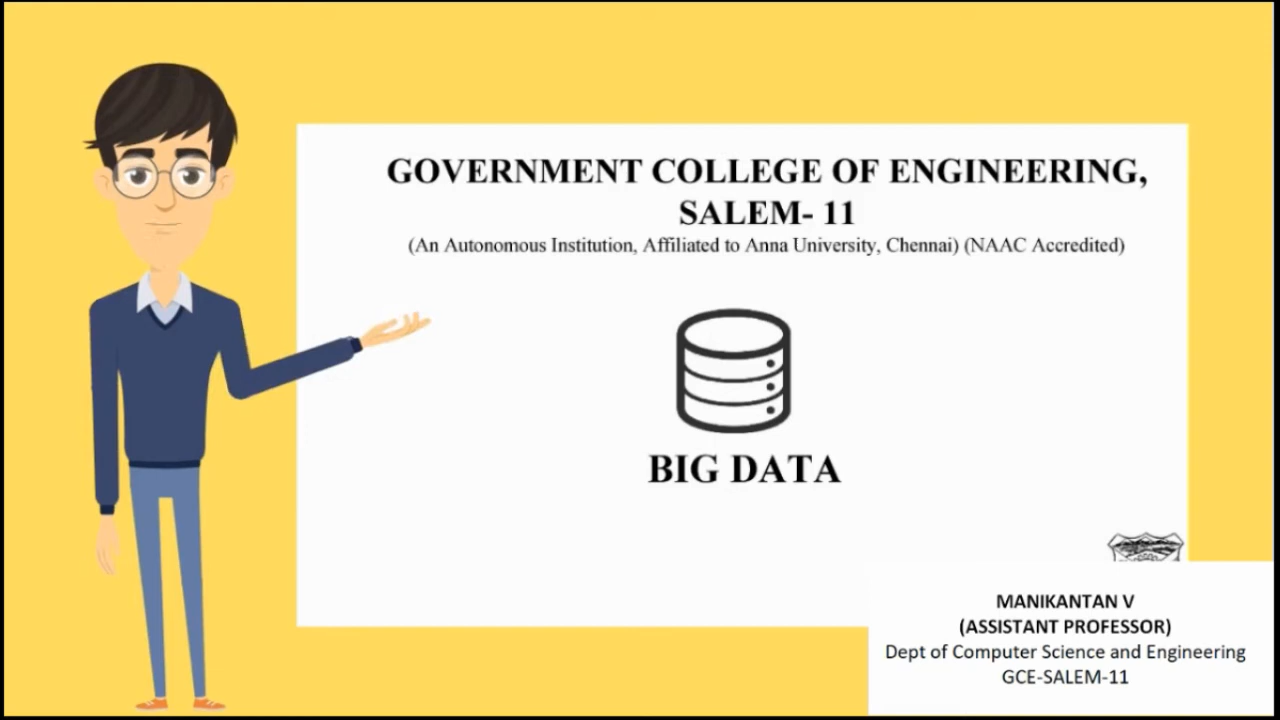 GOVERNMENT COLLEGE OF ENGINEERING,
SALEM- 11
(An Autonomous Institution, Affiliated to Anna University, Chennai) (NAAC Accredited)
BIG DATA
MANIKANTAN V
(ASSISTANT PROFESSOR)
Dept of Computer Science and Engineering
GCE-SALEM-11